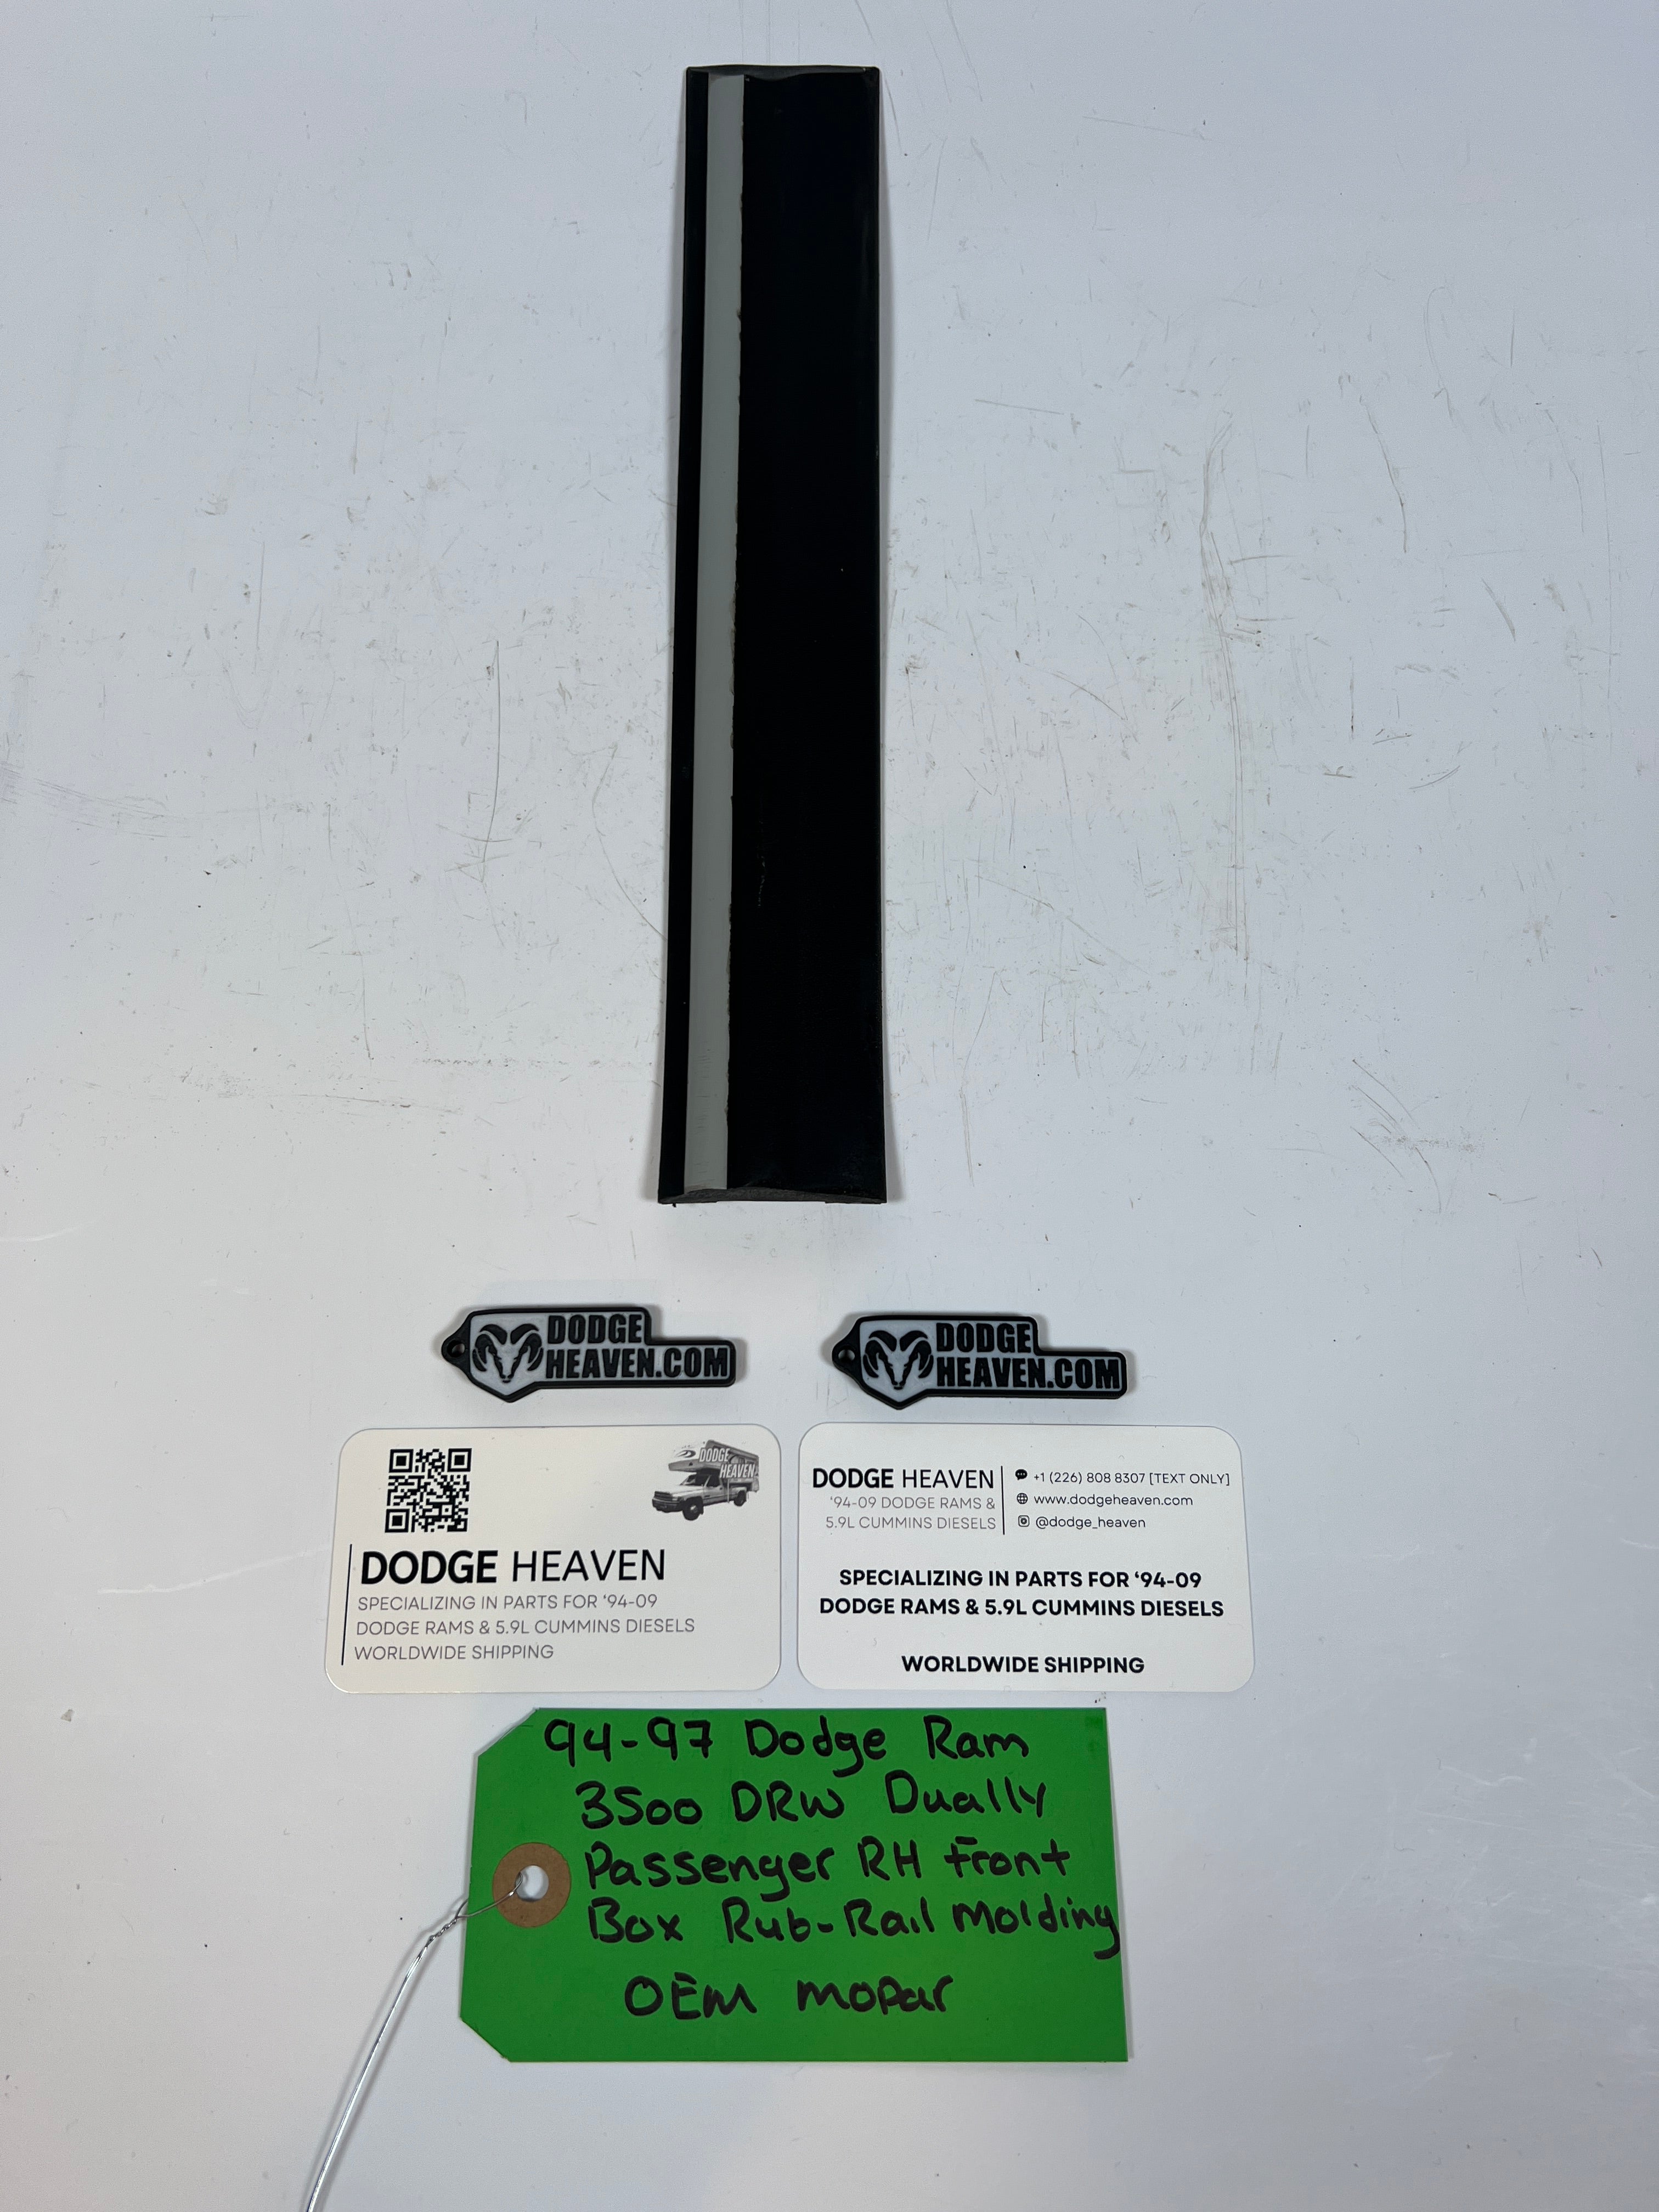 DODGE
HEAVEN.COM
DODGE
HEAVEN.COM
DODGE
HEAVEN
DODGE HEAVEN
SPECIALIZING IN PARTS FOR '94-09
DODGE RAMS & 5.9L CUMMINS DIESELS
WORLDWIDE SHIPPING
DODGE HEAVEN
'94-09 DODGE RAMS &
5.9L CUMMINS DIESELS
+1 (226) 808 8307 [TEXT ONLY]
www.dodgeheaven.com
@dodge_heaven
SPECIALIZING IN PARTS FOR '94-09
DODGE RAMS & 5.9L CUMMINS DIESELS
WORLDWIDE SHIPPING
94-97 Dodge Ram
3500 DRW Dually
Passenger RH Front
Box Rub-Rail Molding
OEM mopar